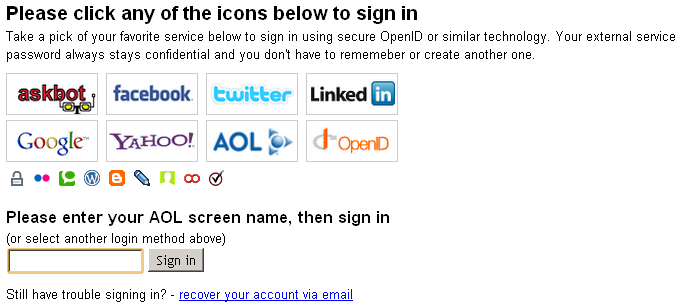 Please click any of the icons below to sign in
Take a pick of your favorite service below to sign in using secure OpenID or similar technology. Your external service
password always stays confidential and you don't have to rememeber or create another one.
askbot facebook twitter Linked in
Google YAHOO! AOL OpenID
Please enter your AOL screen name, then sign in
(or select another login method above)
Sign in
Still have trouble signing in? - recover your account via email